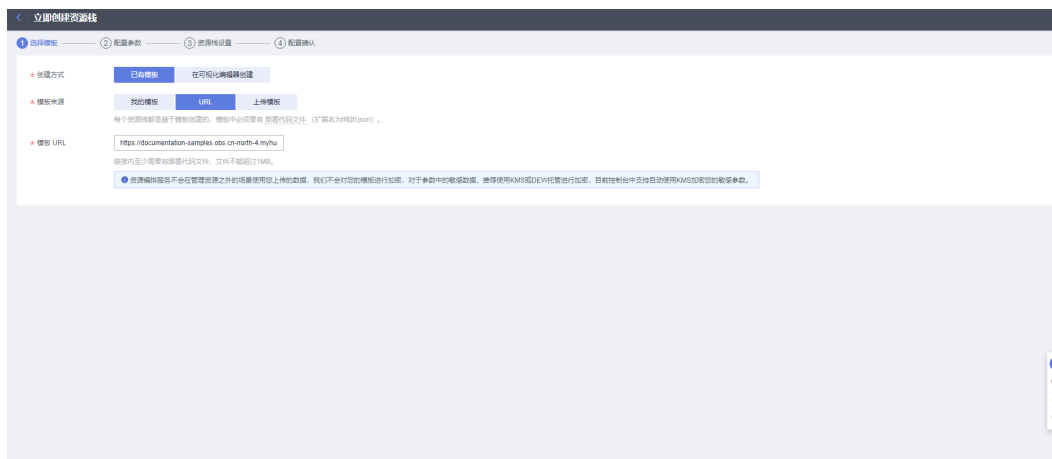 立即创建资源栈
1 选择模板 2 配置参数 3 资源栈设置 4 配置确认
* 创建方式 已有模板 在可视化编辑器创建
* 模板来源 我的模板 URL 上传模板
每个资源栈都是基于模板创建的，模板中必须要有 部署代码文件 （扩展名为tf或tf.json）。
* 模板 URL https://documentation-samples.obs.cn-north-4.myhu
链接内至少需要有部署代码文件，文件不能超过1MB。
资源编排服务不会在管理资源之外的场景使用您上传的数据，我们不会对您的模板进行加密，对于参数中的敏感数据，推荐使用KMS或DEW托管进行加密，目前控制台中支持自动使用KMS加密您的敏感参数。